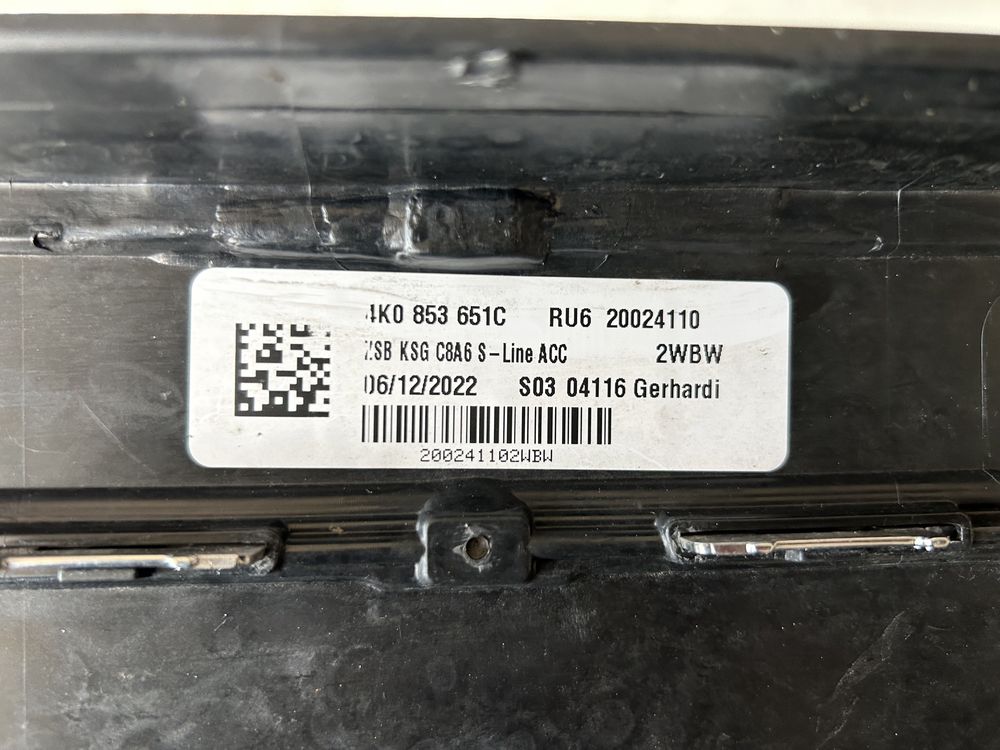 4K0 853 651C RU6 20024110
ZSB KSG C8A6 S-Line ACC 2WBW
06/12/2022 S03 04116 Gerhardi
200241102WBW